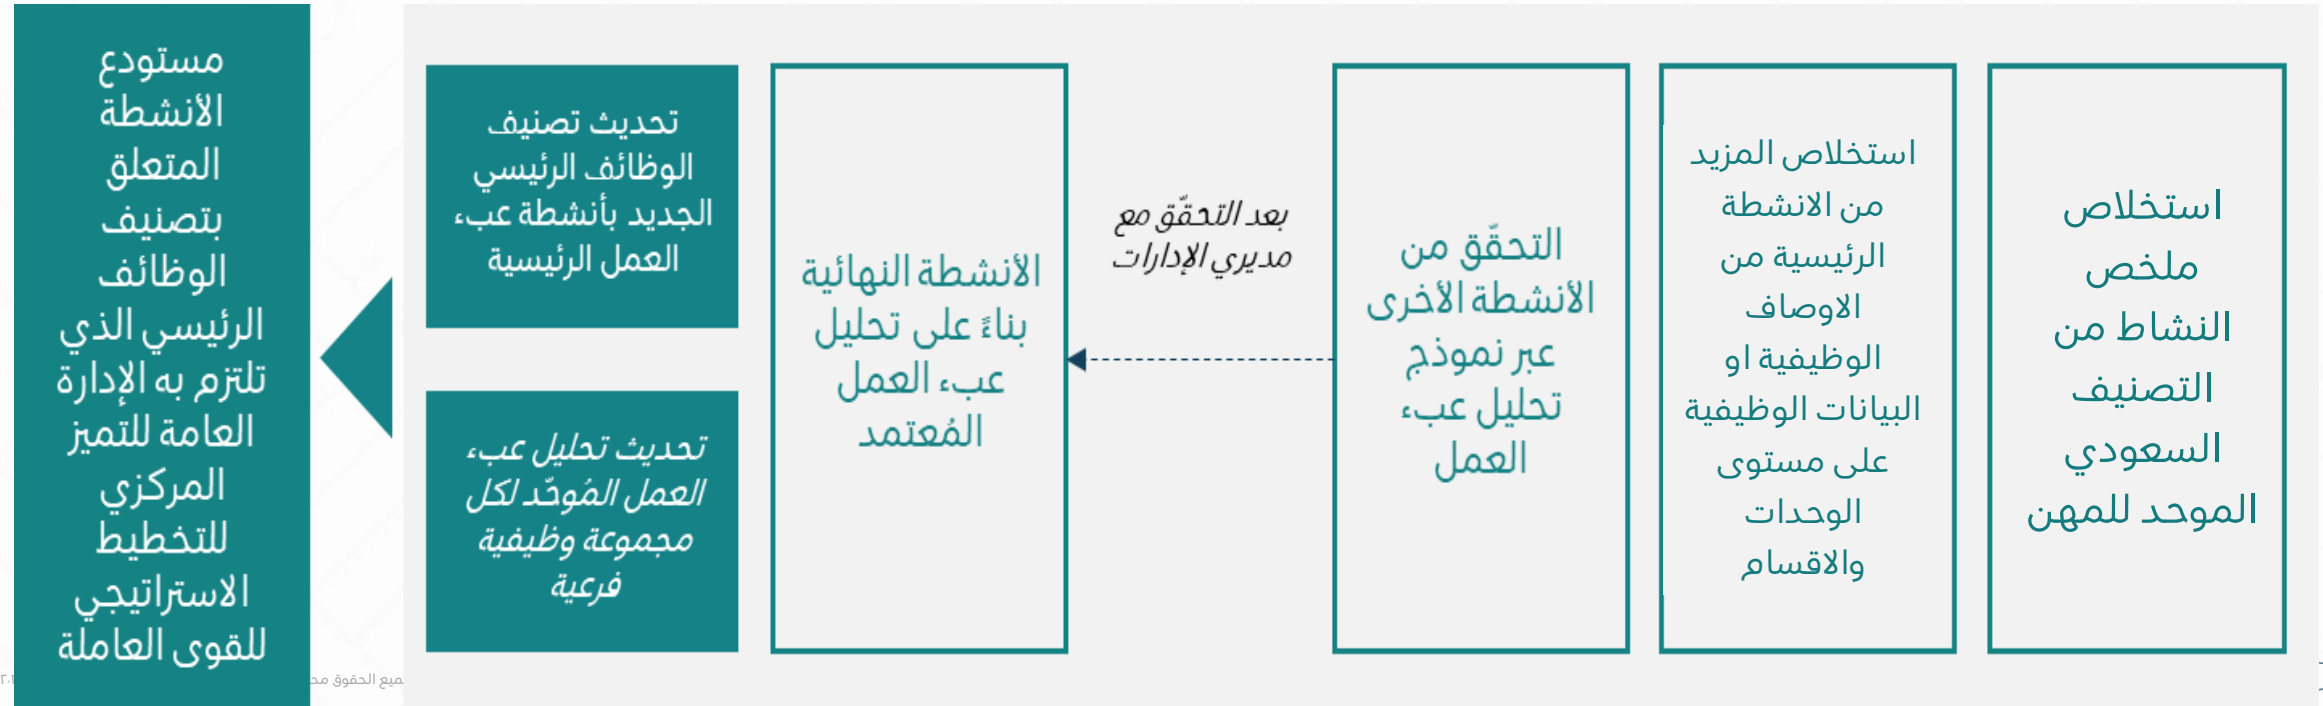 استخلاص
ملخص
النشاط من
التصنيف
السعودي
الموحد للمهن
استخلاص المزيد
من الانشطة
الرئيسية من
الاوصاف
الوظيفية او
البيانات الوظيفية
على مستوى
الوحدات
والاقسام
التحقّق من
الأنشطة الأخرى
عبر نموذج
تحليل عبء
العمل
بعد التحقّق مع
مديري الإدارات
الأنشطة النهائية
بناءً على تحليل
عبء العمل
المُعتمد
تحديث تصنيف
الوظائف الرئيسي
الجديد بأنشطة عبء
العمل الرئيسية
تحديث تحليل عبء
العمل المُوحّد لكل
مجموعة وظيفية
فرعية
مستودع
الأنشطة
المتعلق
بتصنيف
الوظائف
الرئيسي الذي
تلتزم به الإدارة
العامة للتميز
المركزي
للتخطيط
الاستراتيجي
للقوى العاملة
الحقوق